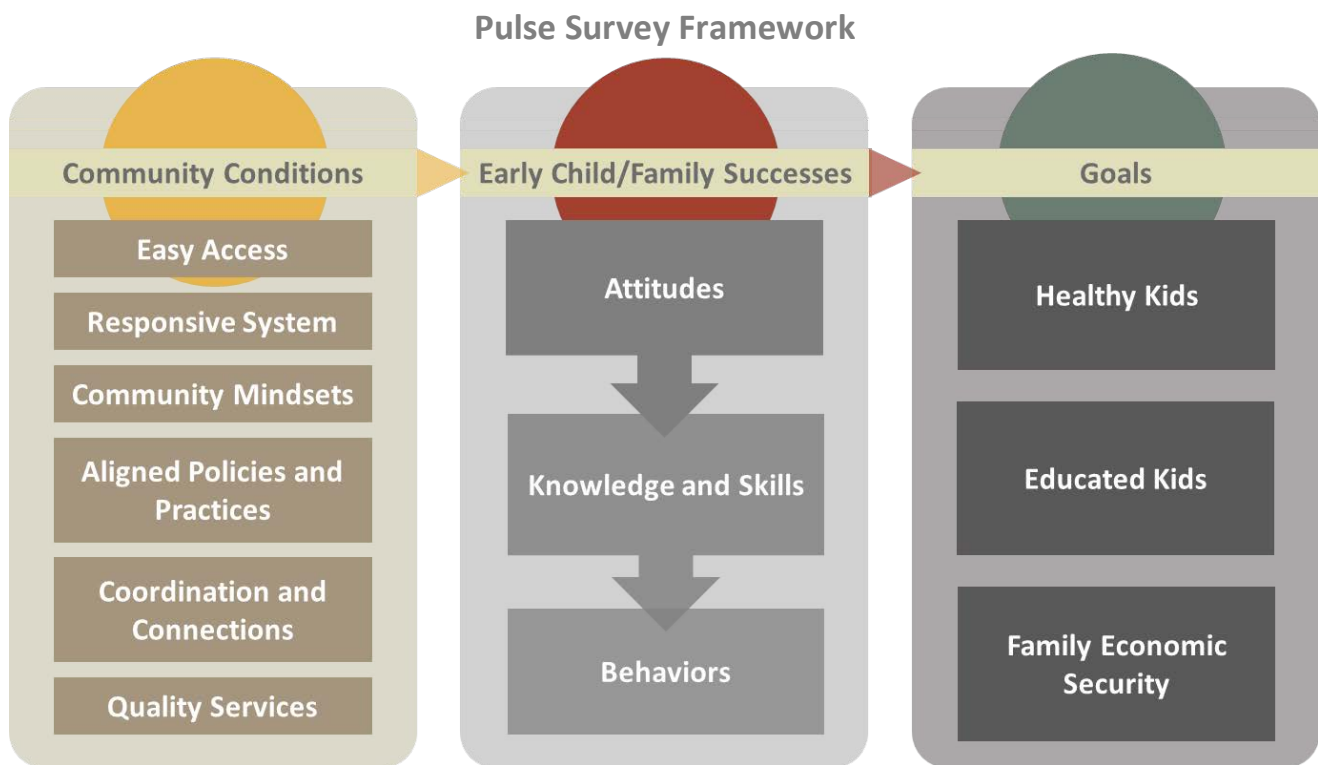 Pulse Survey Framework
Community Conditions
Easy Access
Responsive System
Community Mindsets
Aligned Policies and
Practices
Coordination and
Connections
Quality Services
Early Child/Family Successes
Attitudes
Knowledge and Skills
Behaviors
Goals
Healthy Kids
Educated Kids
Family Economic
Security